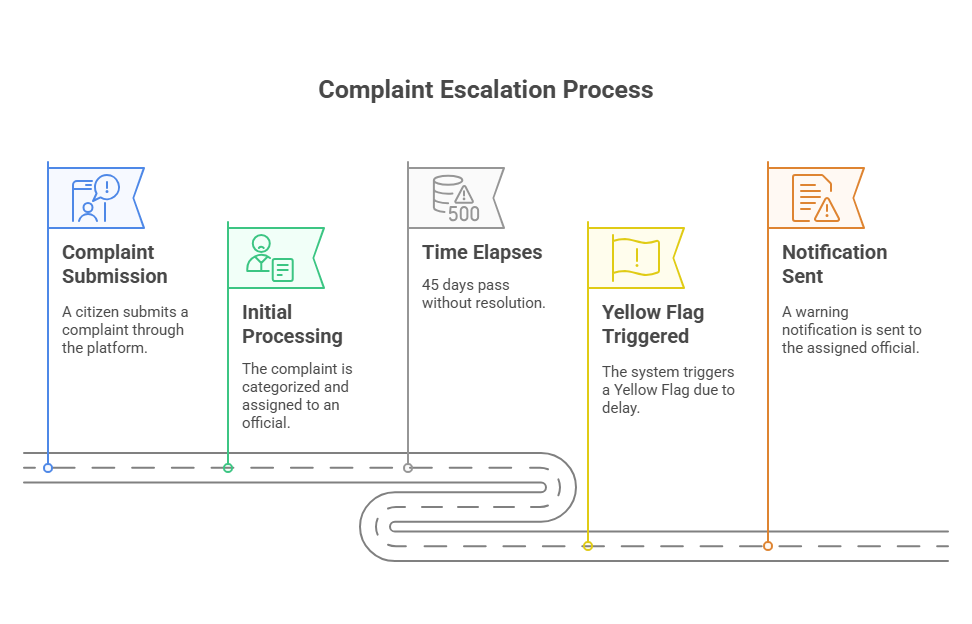 Complaint Escalation Process
Complaint
Submission
A citizen submits a
complaint through
the platform.
Initial
Processing
The complaint is
categorized and
assigned to an
official.
500
Time Elapses
45 days pass
without resolution.
Yellow Flag
Triggered
The system triggers
a Yellow Flag due to
delay.
Notification
Sent
A warning
notification is sent to
the assigned official.